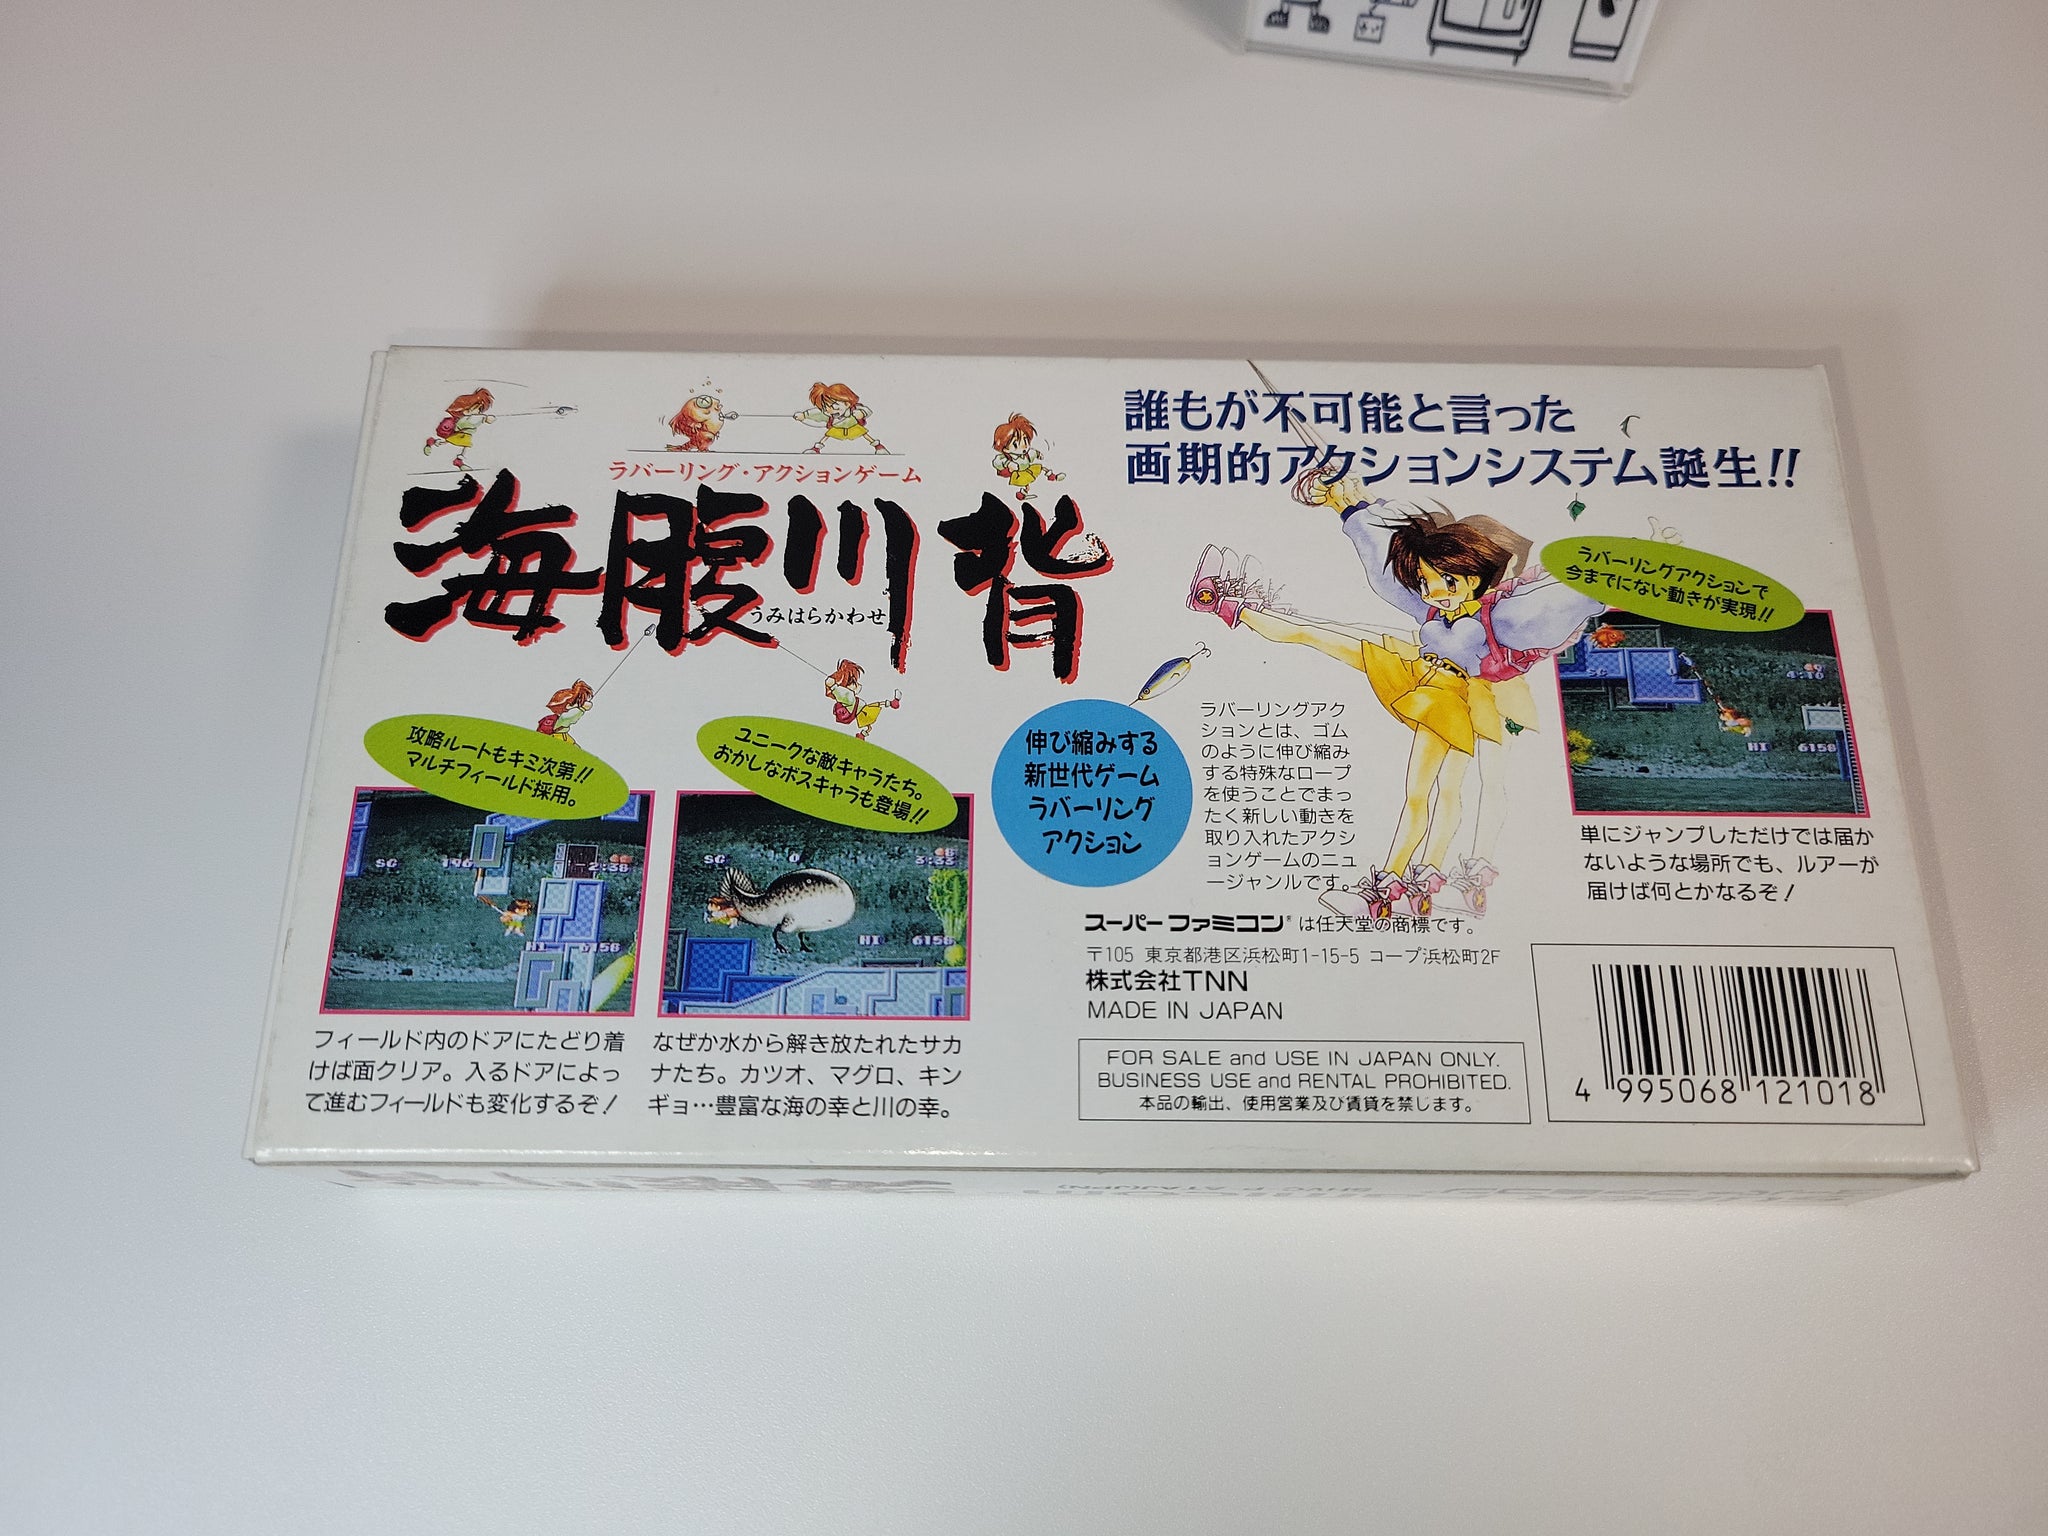 ラバーリング・アクションゲーム
海腹川背
うみはらかわせ
誰もが不可能と言った
画期的アクションシステム誕生!!
ラバーリングアクションで
今までにない動きが実現!!
攻略ルートもキミ次第!!
マルチフィールド採用。
ユニークな敵キャラたち。
おかしなボスキャラも登場!!
伸び縮みする
新世代ゲーム
ラバーリング
アクション
ラバーリングアク
ションとは、ゴム
のように伸び縮み
する特殊なロープ
を使うことでまっ
たく新しい動きを
取り入れたアクシ
ョンゲームのニュ
ージャンルです。
単にジャンプしただけでは届か
ないような場所でも、ルアーが
届けば何とかなるぞ!
フィールド内のドアにたどり着
けば面クリア。入るドアによっ
て進むフィールドも変化するぞ!
なぜか水から解き放たれたサカ
ナたち。カツオ、マグロ、キン
ギョ…豊富な海の幸と川の幸。
スーパーファミコン®は任天堂の商標です。
〒105 東京都港区浜松町1-15-5 コープ浜松町2F
株式会社TNN
MADE IN JAPAN
FOR SALE and USE IN JAPAN ONLY.
BUSINESS USE and RENTAL PROHIBITED.
本品の輸出、使用営業及び賃貸を禁じます。
4 995068 121018
SG 196
2:38
HI 6158
SG 0
3:33
HI 6158
4:16
HI 6158